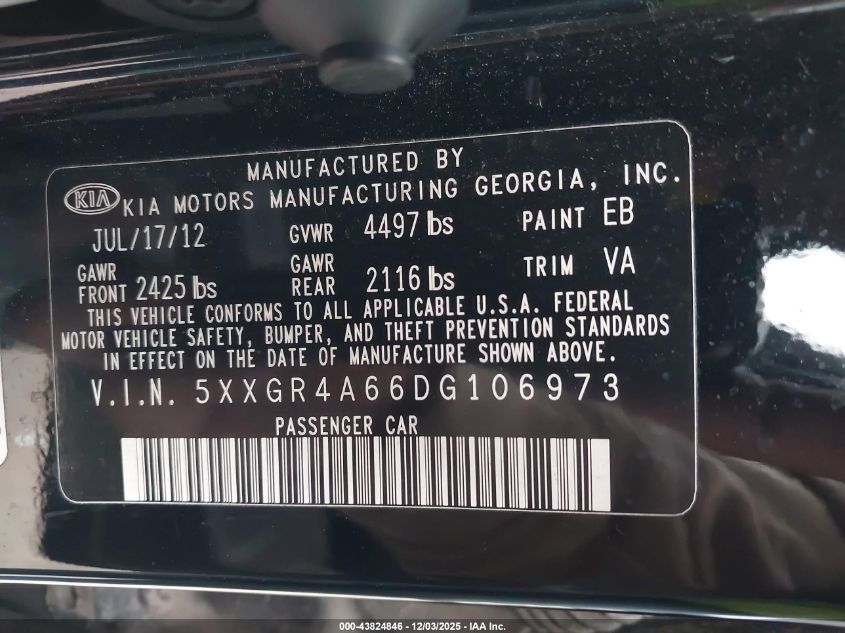 MANUFACTURED BY
KIA KIA MOTORS MANUFACTURING GEORGIA, INC.
JUL/17/12 GVWR 4497 lbs PAINT EB
GAWR FRONT 2425 lbs GAWR REAR 2116 lbs TRIM VA
THIS VEHICLE CONFORMS TO ALL APPLICABLE U.S.A. FEDERAL
MOTOR VEHICLE SAFETY, BUMPER, AND THEFT PREVENTION STANDARDS
IN EFFECT ON THE DATE OF MANUFACTURE SHOWN ABOVE.
V.I.N. 5XXGR4A66DG106973
PASSENGER CAR
000-43824846 - 12/03/2025 - IAA Inc.